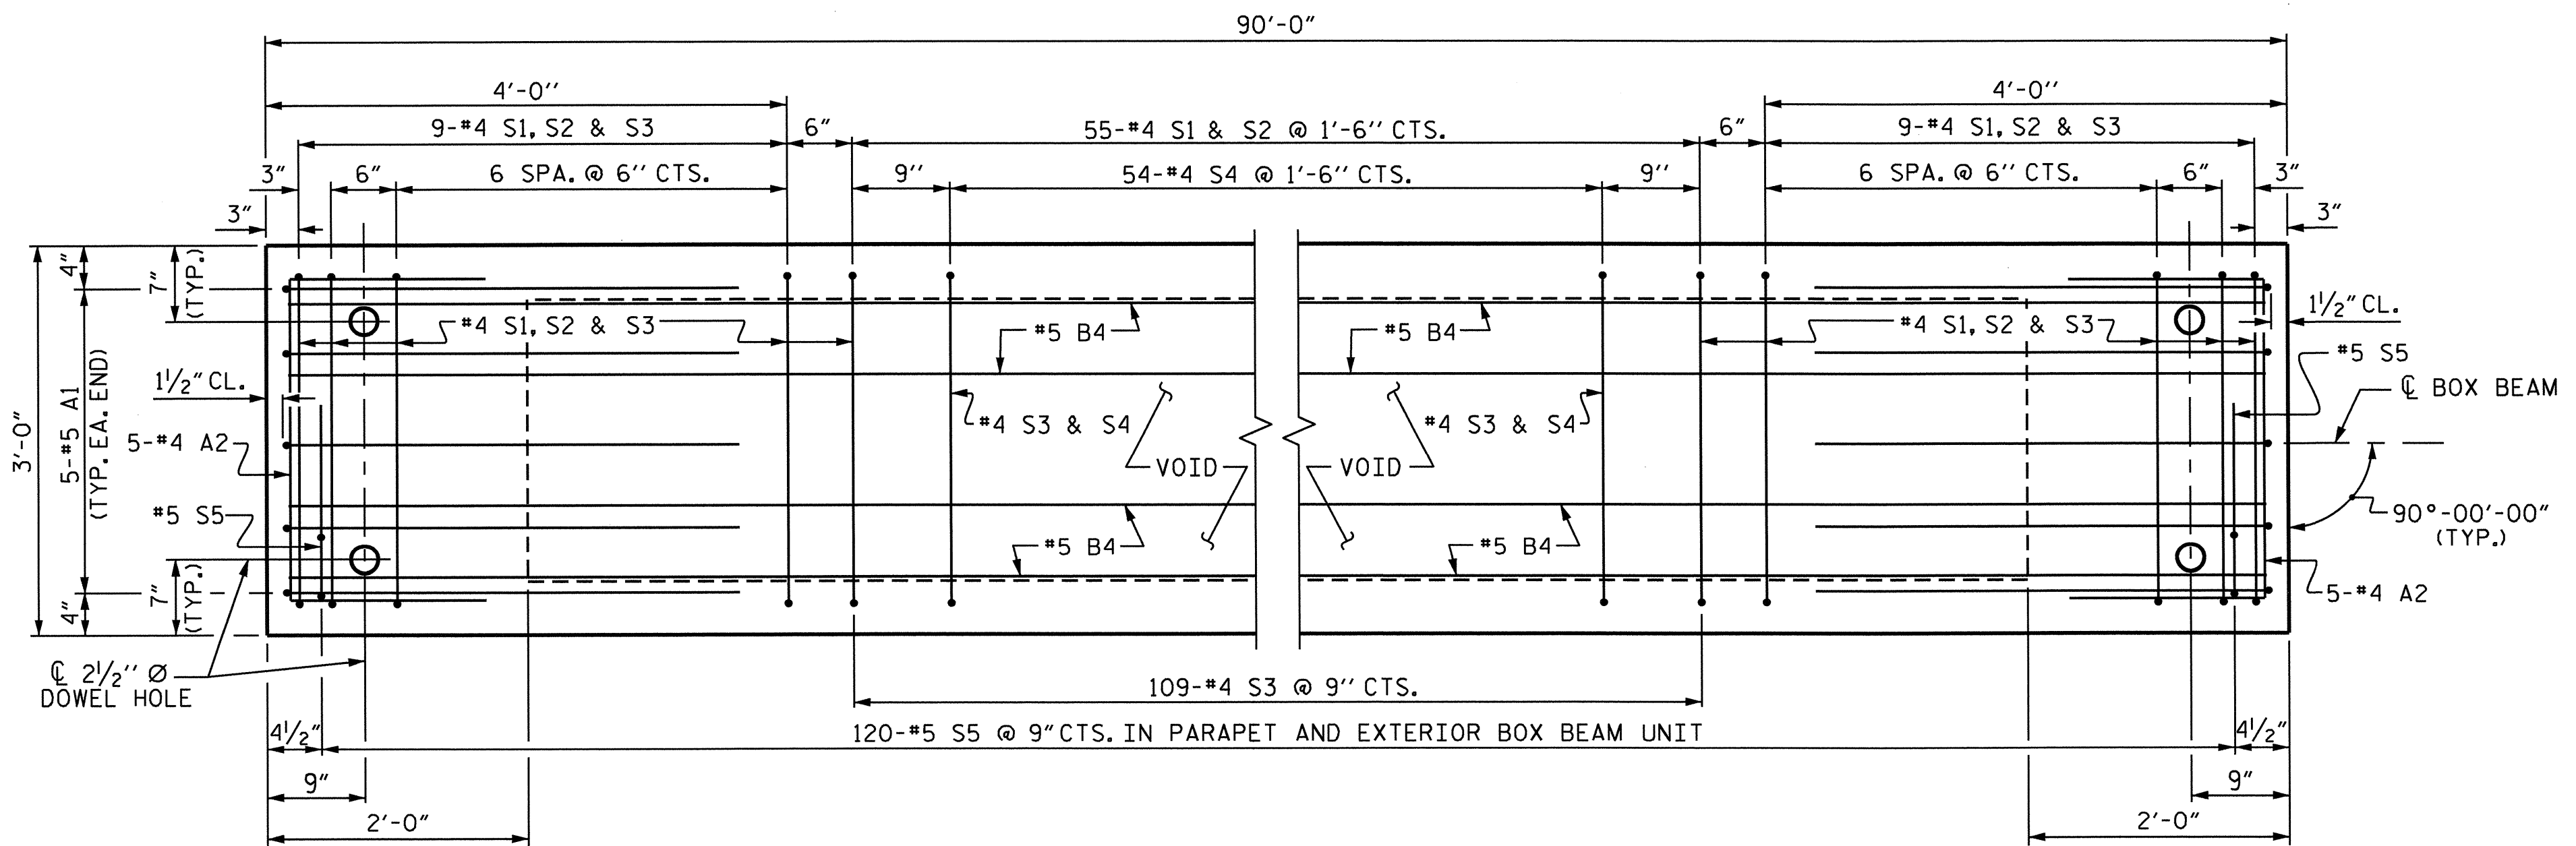 90'-0"
4'-0"
4'-0"
9-#4 S1, S2 & S3
6"
55-#4 S1 & S2 @ 1'-6" CTS.
6"
9-#4 S1, S2 & S3
3"
6"
6 SPA. @ 6" CTS.
9"
54-#4 S4 @ 1'-6" CTS.
9"
6 SPA. @ 6" CTS.
6"
3"
3"
3"
4"
7"
(TYP.)
#4 S1, S2 & S3
#5 B4
#5 B4
#4 S1, S2 & S3
1½" CL.
#5 S5
℄ BOX BEAM
1½" CL.
3'-0"
5-#5 A1
(TYP. EA. END)
5-#4 A2
#4 S3 & S4
#4 S3 & S4
VOID
VOID
#5 S5
#5 B4
#5 B4
90°-00'-00"
(TYP.)
4"
7"
(TYP.)
5-#4 A2
℄ 2½" Ø
DOWEL HOLE
109-#4 S3 @ 9" CTS.
4½"
120-#5 S5 @ 9" CTS. IN PARAPET AND EXTERIOR BOX BEAM UNIT
4½"
9"
9"
2'-0"
2'-0"